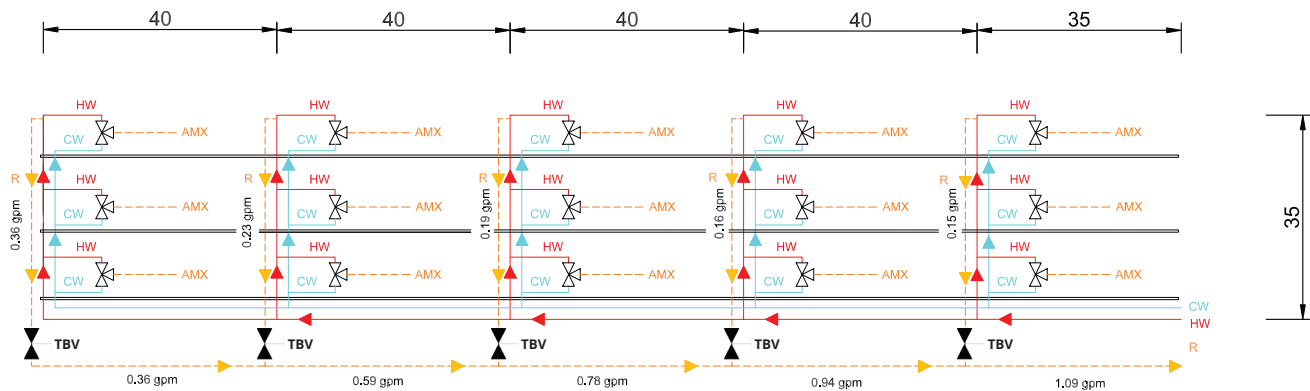 40 40 40 40 35
HW HW HW HW HW
CW AMX CW AMX CW AMX CW AMX CW AMX
R R R R R
HW HW HW HW HW
CW AMX CW AMX CW AMX CW AMX CW AMX
0.36 gpm 0.23 gpm 0.19 gpm 0.16 gpm 0.15 gpm
35
HW HW HW HW HW
CW AMX CW AMX CW AMX CW AMX CW AMX
CW
HW
TBV TBV TBV TBV TBV R
0.36 gpm 0.59 gpm 0.78 gpm 0.94 gpm 1.09 gpm